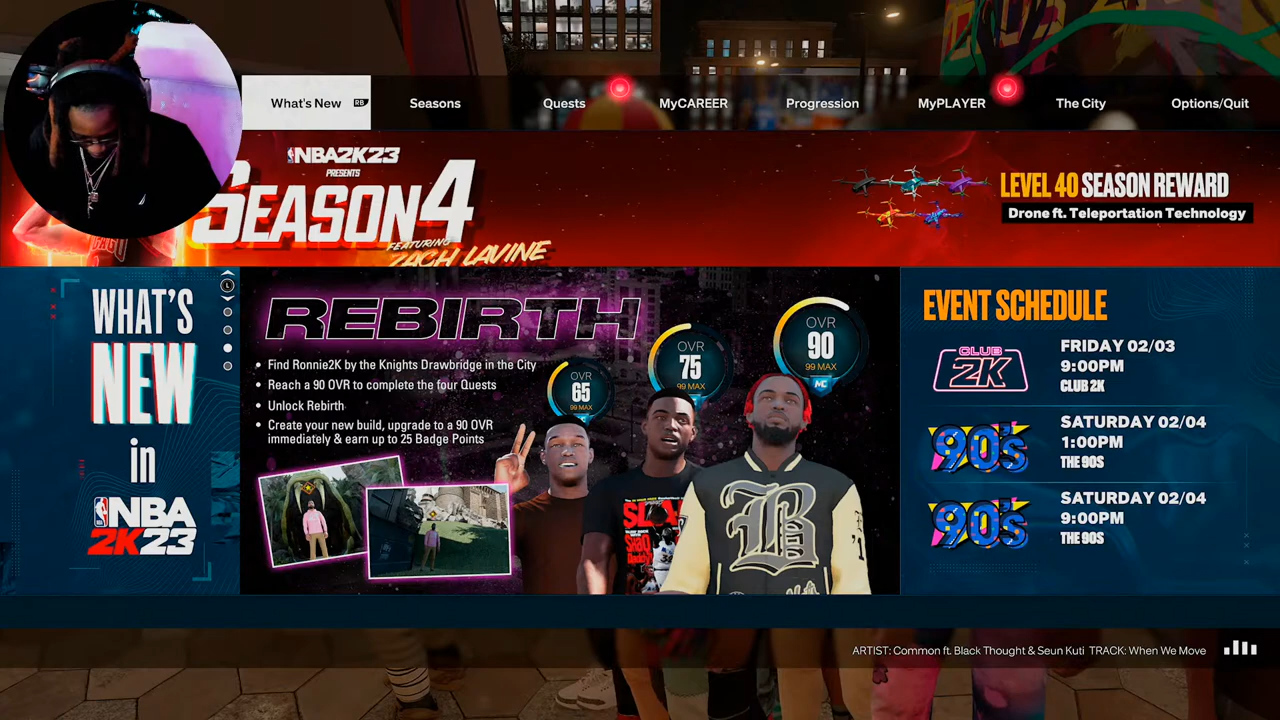 What's New RB
Seasons
Quests
MyCAREER
Progression
MyPLAYER
The City
Options/Quit
NBA2K23
PRESENTS
SEASON 4
FEATURING
ZACH LAVINE
LEVEL 40 SEASON REWARD
Drone ft. Teleportation Technology
WHAT'S
NEW
in
NBA
2K23
L
REBIRTH
• Find Ronnie2K by the Knights Drawbridge in the City
• Reach a 90 OVR to complete the four Quests
• Unlock Rebirth
• Create your new build, upgrade to a 90 OVR
immediately & earn up to 25 Badge Points
OVR
65
99 MAX
OVR
75
99 MAX
OVR
90
99 MAX
MC
SLAM
B
EVENT SCHEDULE
CLUB
2K
FRIDAY 02/03
9:00PM
CLUB 2K
90's
SATURDAY 02/04
1:00PM
THE 90S
90's
SATURDAY 02/04
9:00PM
THE 90S
ARTIST: Common ft. Black Thought & Seun Kuti TRACK: When We Move